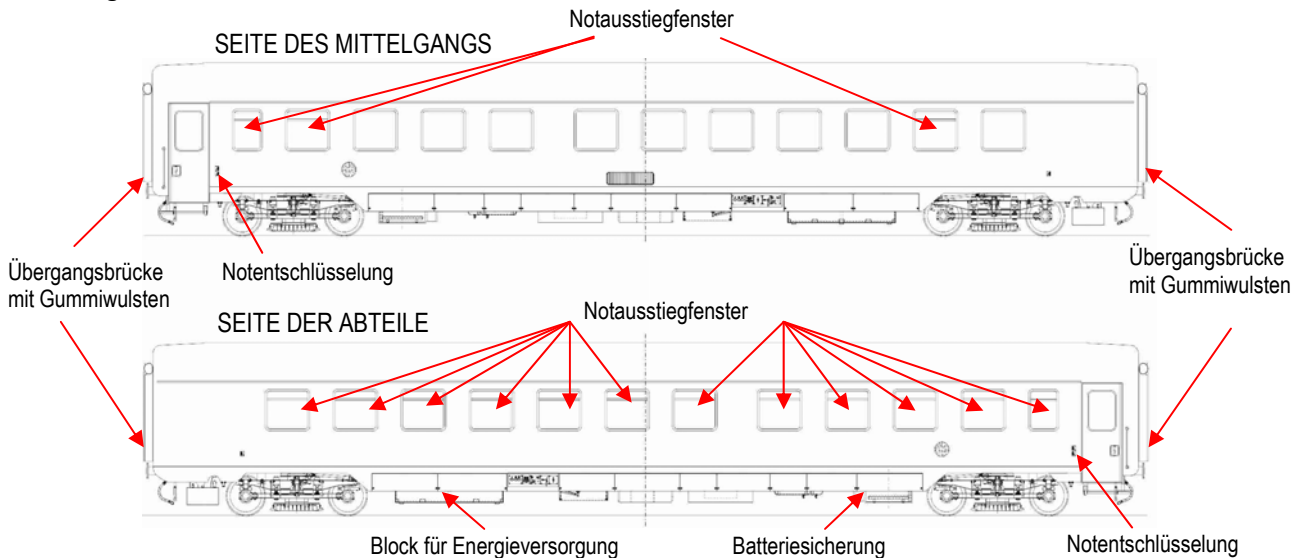 Notausstiegfenster
SEITE DES MITTELGANGS
Übergangsbrücke
mit Gummiwulsten
Notentschlüsselung
Übergangsbrücke
mit Gummiwulsten
Notausstiegfenster
SEITE DER ABTEILE
Block für Energieversorgung
Batteriesicherung
Notentschlüsselung